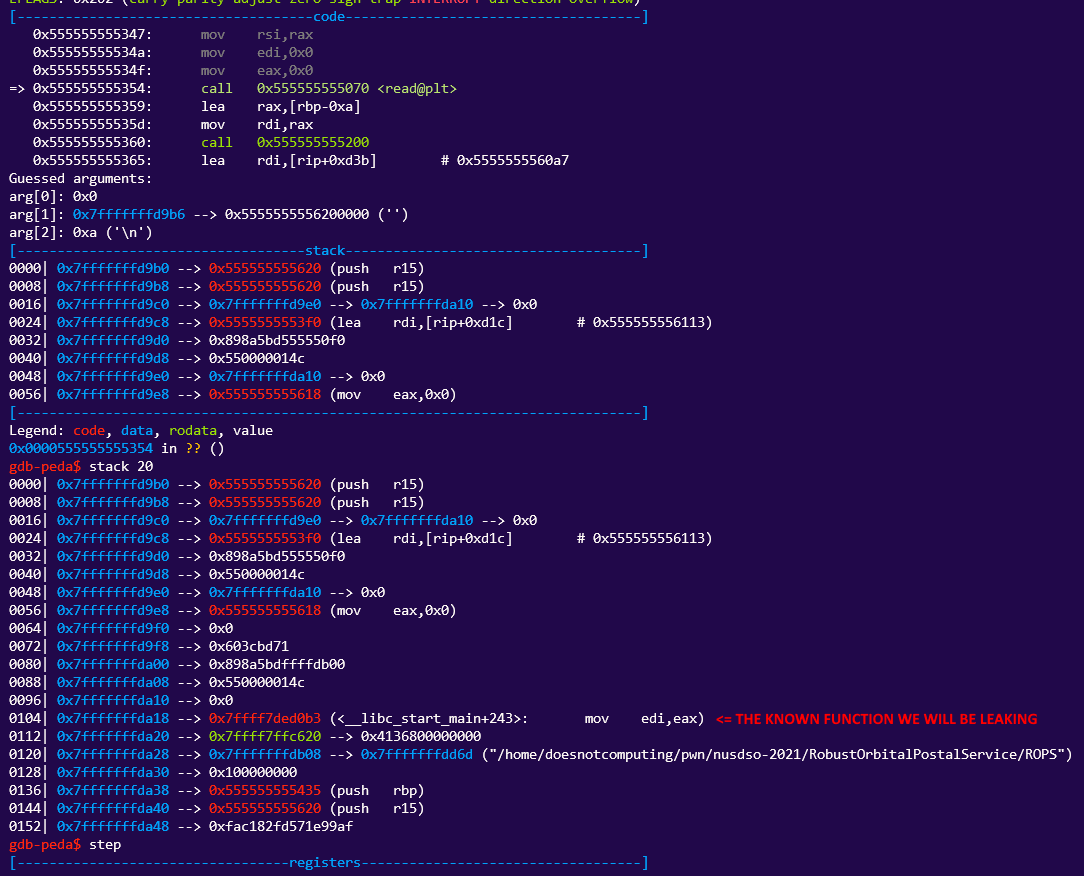 EFLAGS: 0x202 (carry parity adjust zero sign trap INTERRUPT direction overflow)
[-------------------------------------code-------------------------------------]
   0x555555555347:      mov    rsi,rax
   0x55555555534a:      mov    edi,0x0
   0x55555555534f:      mov    eax,0x0
=> 0x555555555354:      call   0x555555555070 <read@plt>
   0x555555555359:      lea    rax,[rbp-0xa]
   0x55555555535d:      mov    rdi,rax
   0x555555555360:      call   0x555555555200
   0x555555555365:      lea    rdi,[rip+0xd3b]        # 0x5555555560a7
Guessed arguments:
arg[0]: 0x0
arg[1]: 0x7fffffffd9b6 --> 0x5555555556200000 ('')
arg[2]: 0xa ('\n')
[------------------------------------stack-------------------------------------]
0000| 0x7fffffffd9b0 --> 0x555555555620 (push   r15)
0008| 0x7fffffffd9b8 --> 0x555555555620 (push   r15)
0016| 0x7fffffffd9c0 --> 0x7fffffffd9e0 --> 0x7fffffffda10 --> 0x0
0024| 0x7fffffffd9c8 --> 0x5555555553f0 (lea    rdi,[rip+0xd1c]        # 0x555555556113)
0032| 0x7fffffffd9d0 --> 0x898a5bd555550f0
0040| 0x7fffffffd9d8 --> 0x550000014c
0048| 0x7fffffffd9e0 --> 0x7fffffffda10 --> 0x0
0056| 0x7fffffffd9e8 --> 0x555555555618 (mov    eax,0x0)
[------------------------------------------------------------------------------]
Legend: code, data, rodata, value
0x0000555555555354 in ?? ()
gdb-peda$ stack 20
0000| 0x7fffffffd9b0 --> 0x555555555620 (push   r15)
0008| 0x7fffffffd9b8 --> 0x555555555620 (push   r15)
0016| 0x7fffffffd9c0 --> 0x7fffffffd9e0 --> 0x7fffffffda10 --> 0x0
0024| 0x7fffffffd9c8 --> 0x5555555553f0 (lea    rdi,[rip+0xd1c]        # 0x555555556113)
0032| 0x7fffffffd9d0 --> 0x898a5bd555550f0
0040| 0x7fffffffd9d8 --> 0x550000014c
0048| 0x7fffffffd9e0 --> 0x7fffffffda10 --> 0x0
0056| 0x7fffffffd9e8 --> 0x555555555618 (mov    eax,0x0)
0064| 0x7fffffffd9f0 --> 0x0
0072| 0x7fffffffd9f8 --> 0x603cbd71
0080| 0x7fffffffda00 --> 0x898a5bdffffdb00
0088| 0x7fffffffda08 --> 0x550000014c
0096| 0x7fffffffda10 --> 0x0
0104| 0x7fffffffda18 --> 0x7ffff7ded0b3 (<__libc_start_main+243>:       mov    edi,eax) <= THE KNOWN FUNCTION WE WILL BE LEAKING
0112| 0x7fffffffda20 --> 0x7ffff7ffc620 --> 0x4136800000000
0120| 0x7fffffffda28 --> 0x7fffffffdb08 --> 0x7fffffffdd6d ("/home/doesnotcomputing/pwn/nusdso-2021/RobustOrbitalPostalService/ROPS")
0128| 0x7fffffffda30 --> 0x100000000
0136| 0x7fffffffda38 --> 0x555555555435 (push   rbp)
0144| 0x7fffffffda40 --> 0x555555555620 (push   r15)
0152| 0x7fffffffda48 --> 0xfac182fd571e99af
gdb-peda$ step
[----------------------------------registers-----------------------------------]